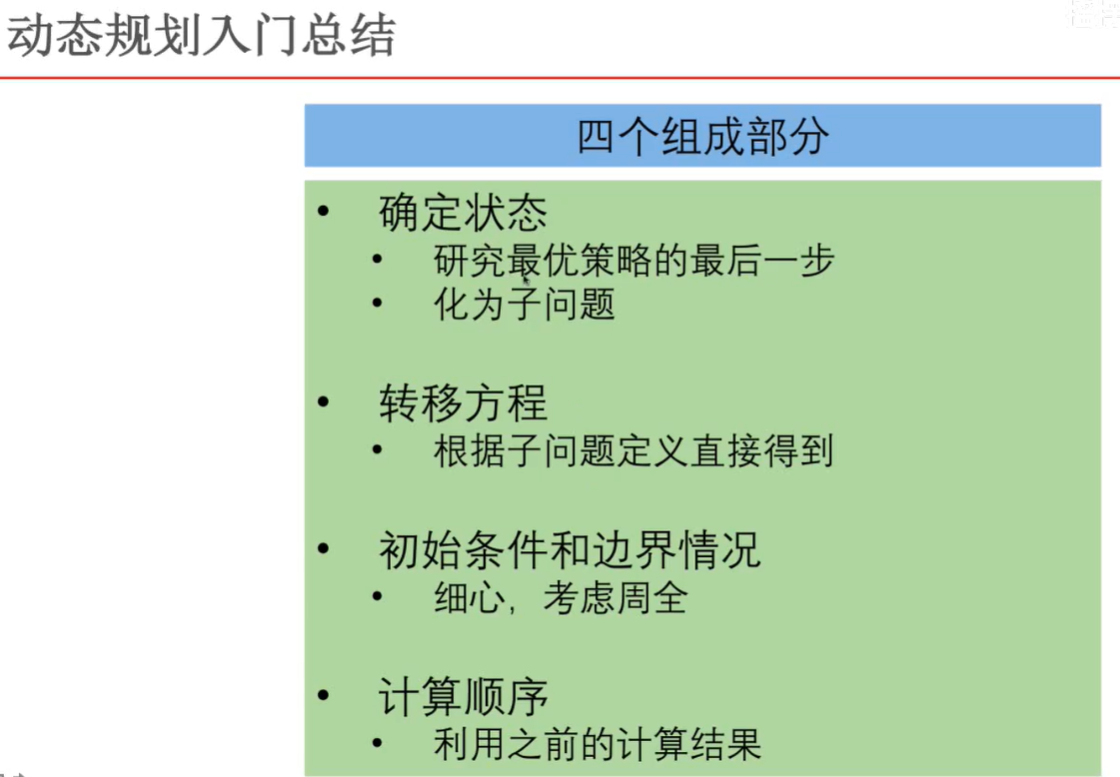 动态规划入门总结
四个组成部分
• 确定状态
• 研究最优策略的最后一步
• 化为子问题
• 转移方程
• 根据子问题定义直接得到
• 初始条件和边界情况
• 细心，考虑周全
• 计算顺序
• 利用之前的计算结果